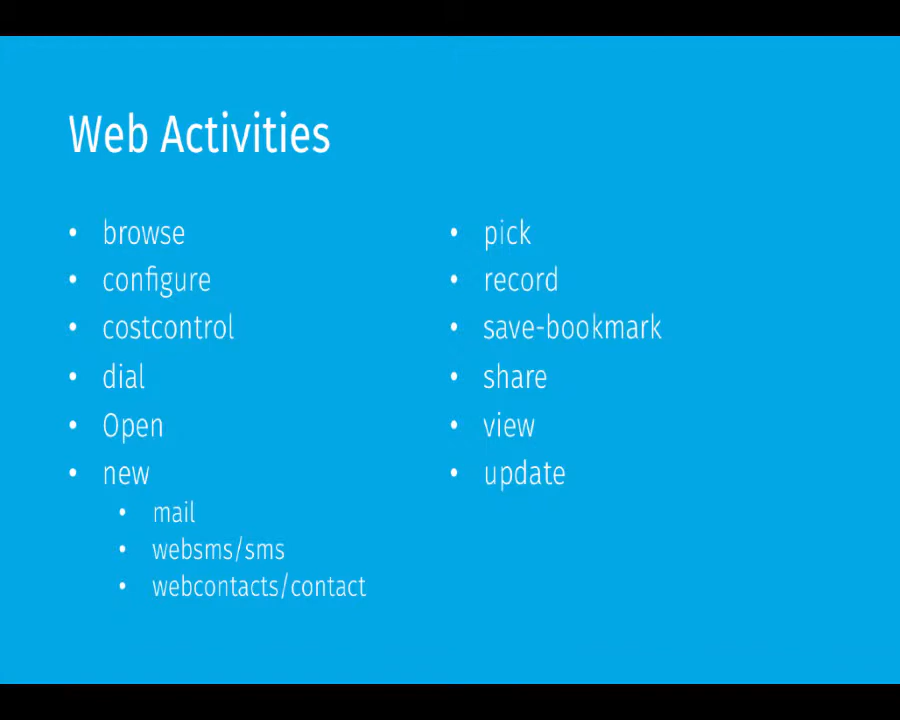 Web Activities
• browse
• configure
• costcontrol
• dial
• Open
• new
• mail
• websms/sms
• webcontacts/contact
• pick
• record
• save-bookmark
• share
• view
• update